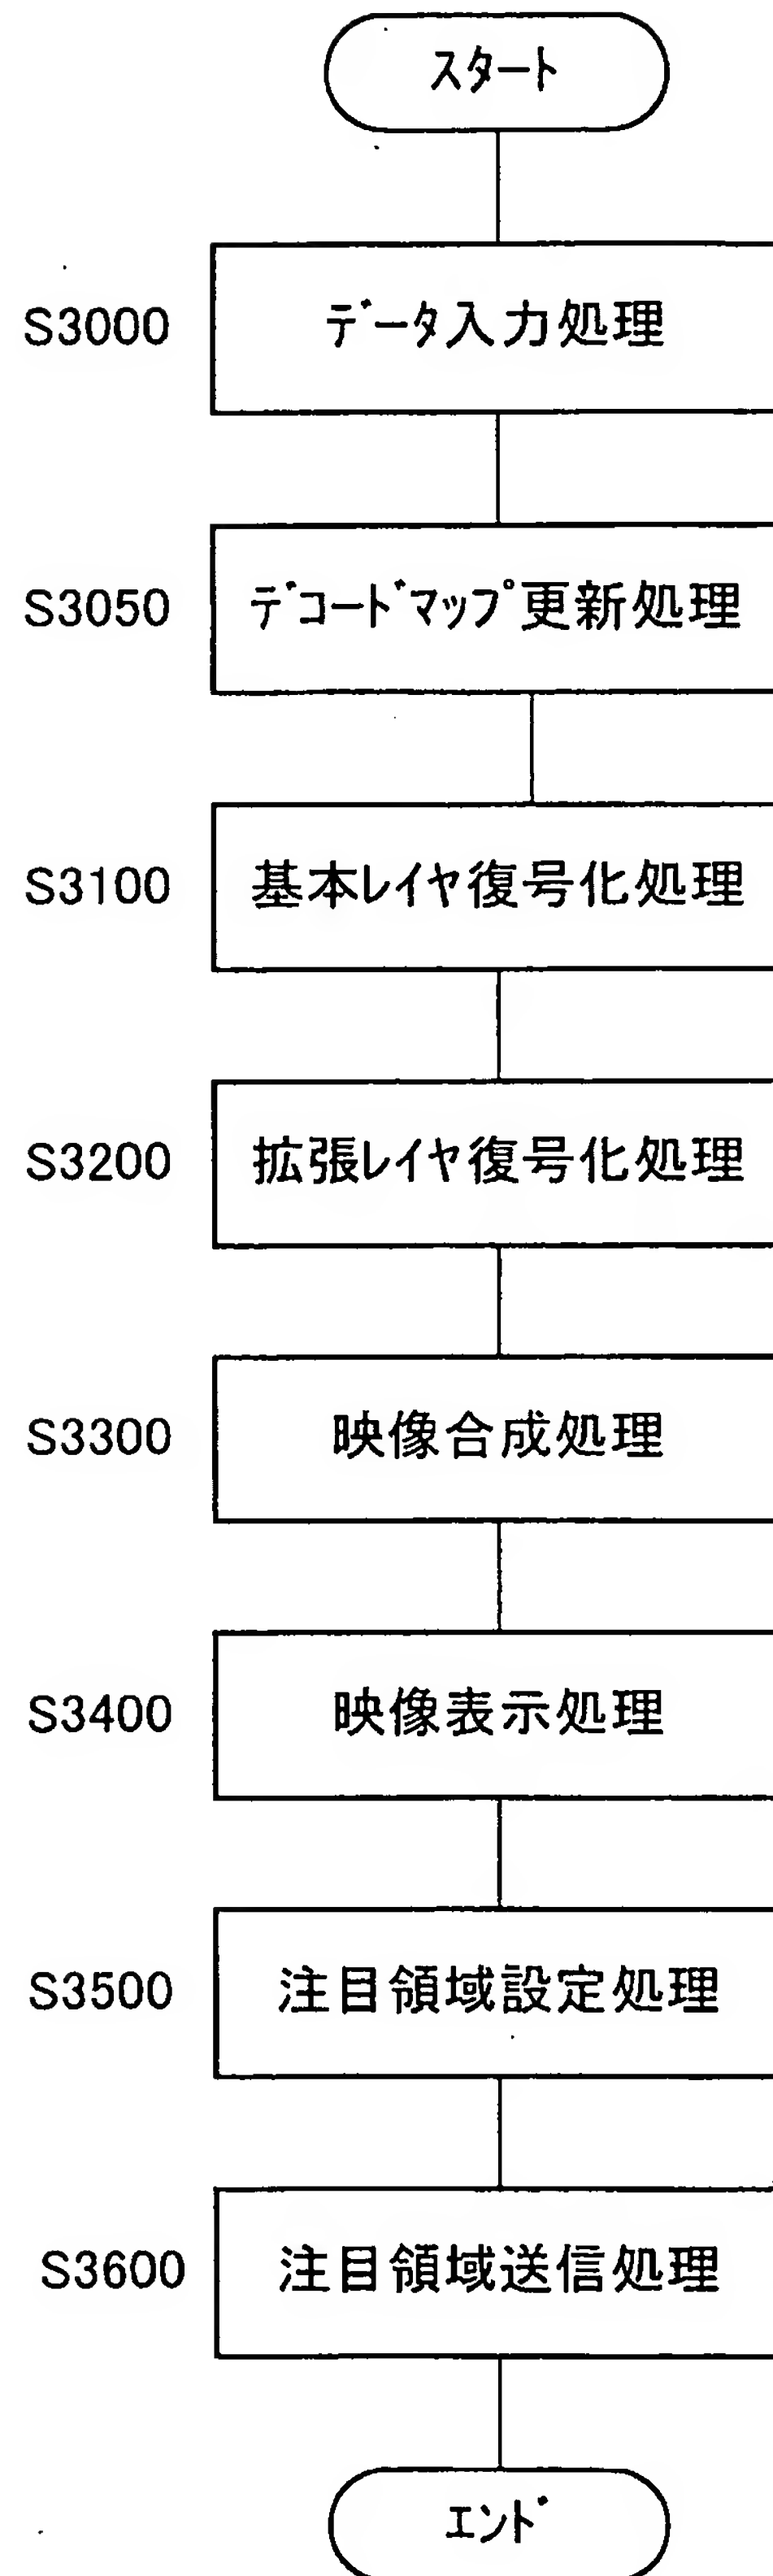 スタート
S3000 データ入力処理
S3050 デコードマップ更新処理
S3100 基本レイヤ復号化処理
S3200 拡張レイヤ復号化処理
S3300 映像合成処理
S3400 映像表示処理
S3500 注目領域設定処理
S3600 注目領域送信処理
エンド